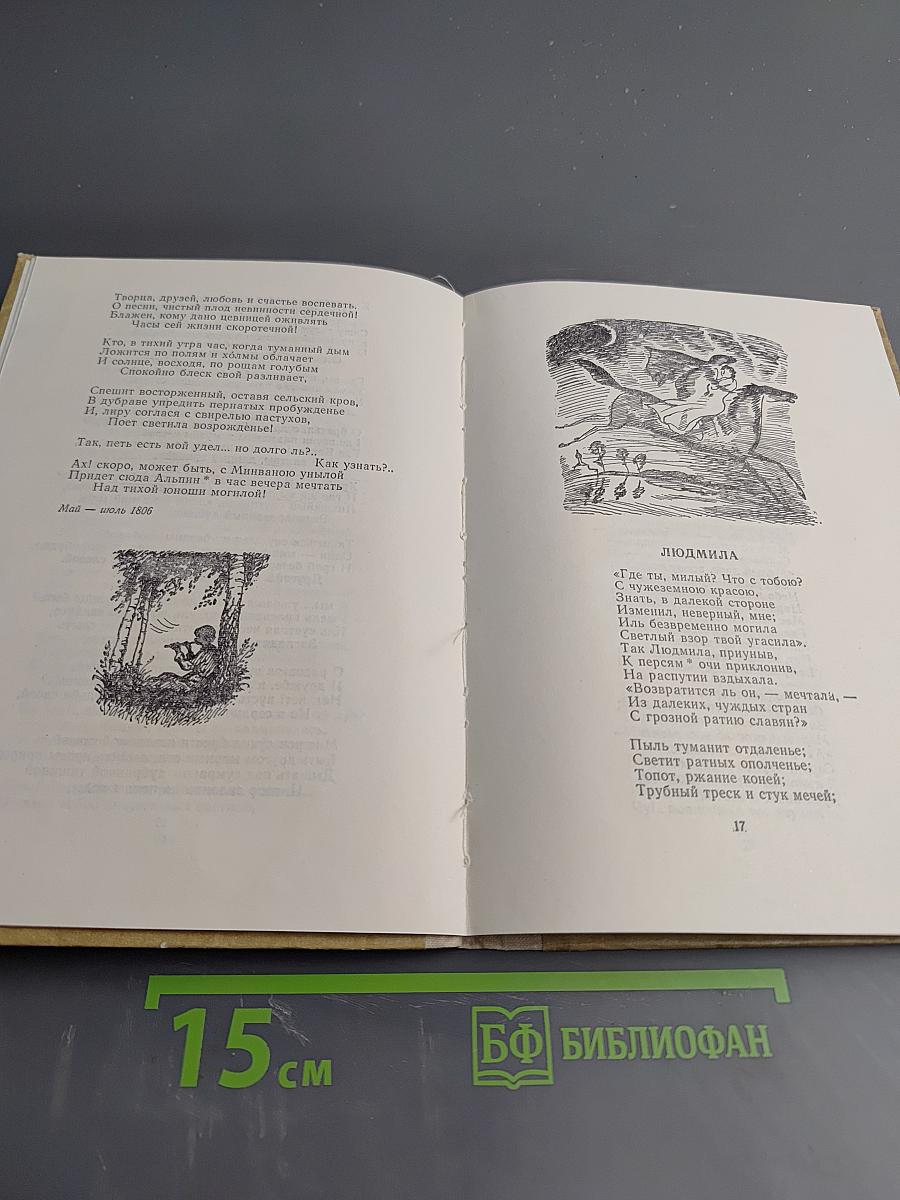 Творца, друзей, любовь и счастье воспевать.
О песни, чистый плод невинности сердечной!
Блажен, кому дано цевницей оживлять
Часы сей жизни скоротечной!
Кто, в тихий утра час, когда туманный дым
Ложится по полям и хо́лмы облачает
И солнце, восходя, по рощам голубым
Спокойно блеск свой разливает,
Спешит восторженный, оставя сельский кров,
В дубраве упредить пернатых пробужденье
И, лиру соглася с свирелью пастухов,
Поет светила возрожденье!
Так, петь есть мой удел... но долго ль?..
Как узнать?..
Ах! скоро, может быть, с Минваною унылой
Придет сюда Альпин * в час вечера мечтать
Над тихой юноши могилой!
Май — июль 1806
ЛЮДМИЛА
«Где ты, милый? Что с тобою?
С чужеземною красою,
Знать, в далекой стороне
Изменил, неверный, мне;
Иль безвременно могила
Светлый взор твой угасила».
Так Людмила, приуныв,
К персям * очи приклонив,
На распутии вздыхала.
«Возвратится ль он, — мечтала, —
Из далеких, чуждых стран
С грозной ратию славян?»
Пыль туманит отдаленье;
Светит ратных ополченье;
Топот, ржание коней;
Трубный треск и стук мечей;
17
15 см
БФ БИБЛИОФАН